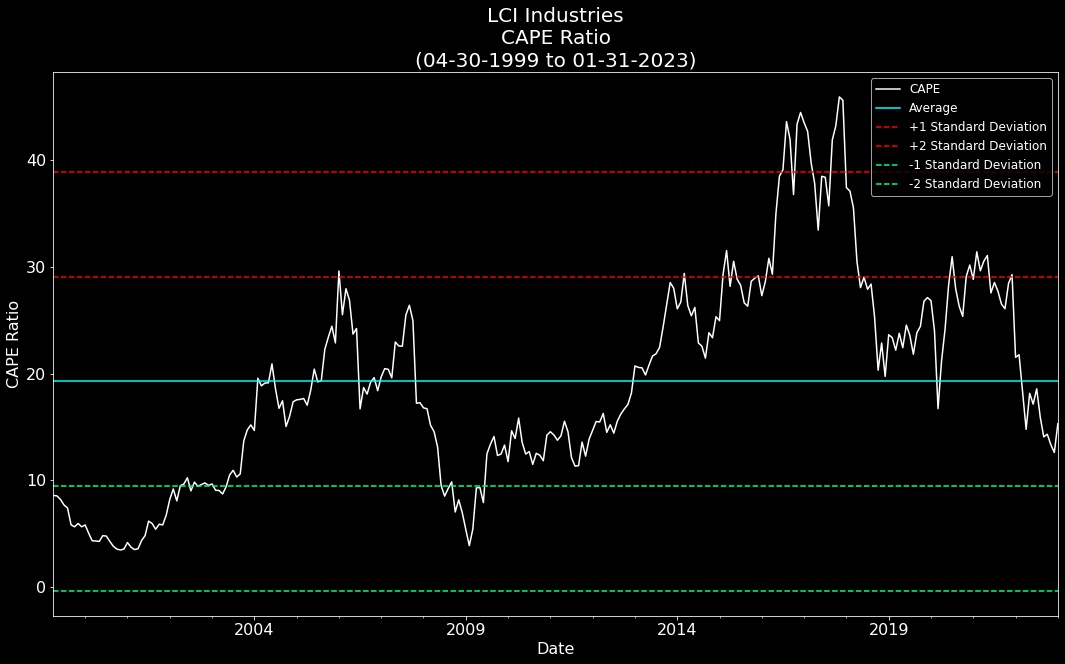 LCI Industries
CAPE Ratio
(04-30-1999 to 01-31-2023)
CAPE
Average
+1 Standard Deviation
+2 Standard Deviation
-1 Standard Deviation
-2 Standard Deviation
CAPE Ratio
40
30
20
10
0
2004
2009
2014
2019
Date